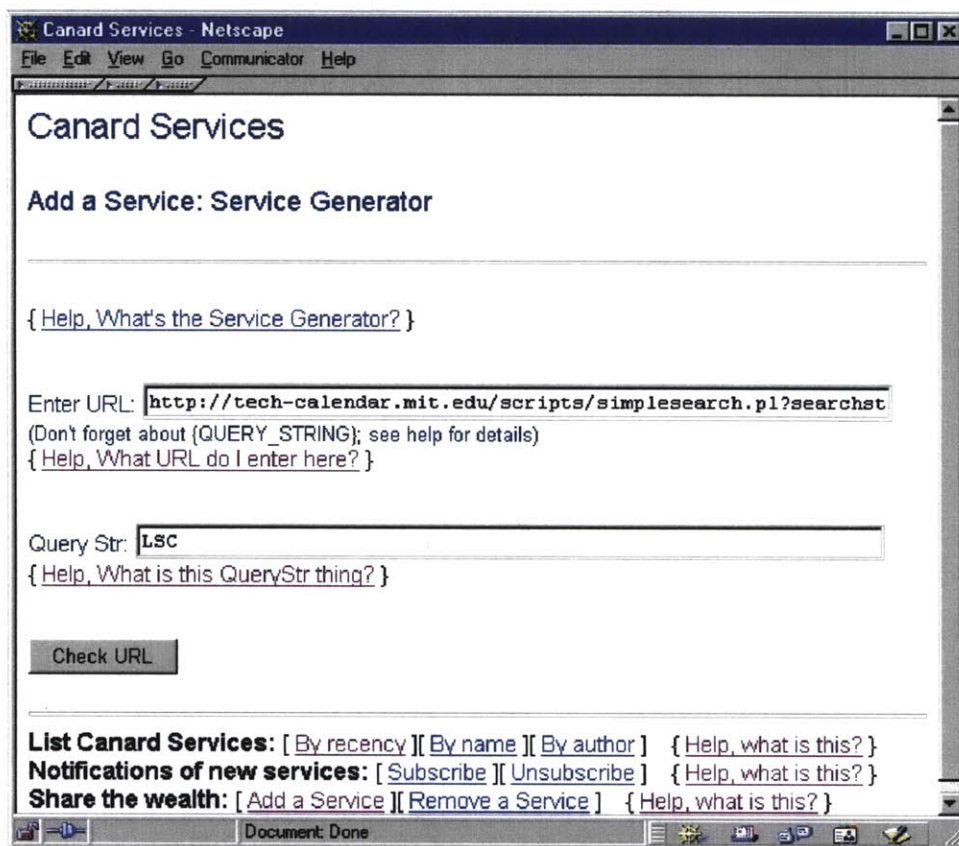 Canard Services - Netscape
File Edit View Go Communicator Help
Canard Services
Add a Service: Service Generator
{ Help, What's the Service Generator? }
Enter URL: http://tech-calendar.mit.edu/scripts/simplesearch.pl?searchst
(Don't forget about {QUERY_STRING}; see help for details)
{ Help, What URL do I enter here? }
Query Str: LSC
{ Help, What is this QueryStr thing? }
Check URL
List Canard Services: [ By recency ][ By name ][ By author ] { Help, what is this? }
Notifications of new services: [ Subscribe ][ Unsubscribe ] { Help, what is this? }
Share the wealth: [ Add a Service ][ Remove a Service ] { Help, what is this? }
Document: Done